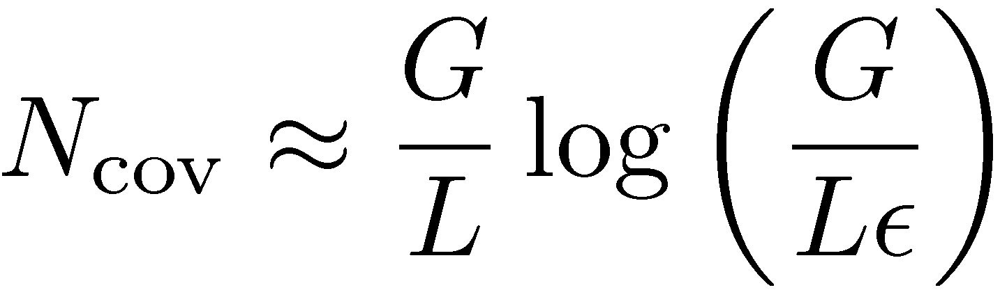 N_cov ≈ G/L log (G/Lϵ)